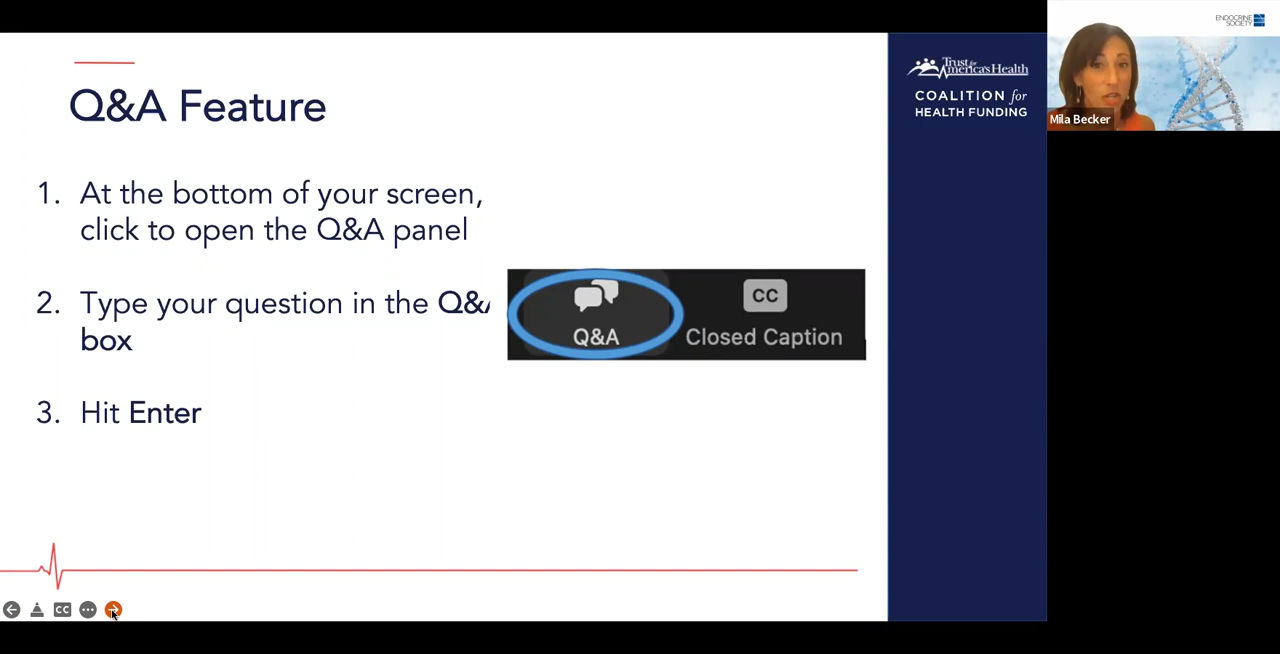 Q&A Feature
1. At the bottom of your screen,
click to open the Q&A panel
2. Type your question in the Q&
box
3. Hit Enter
Q&A
CC
Closed Caption
CC
Trust for
America's Health
COALITION for
HEALTH FUNDING
ENDOCRINE
SOCIETY
Mila Becker